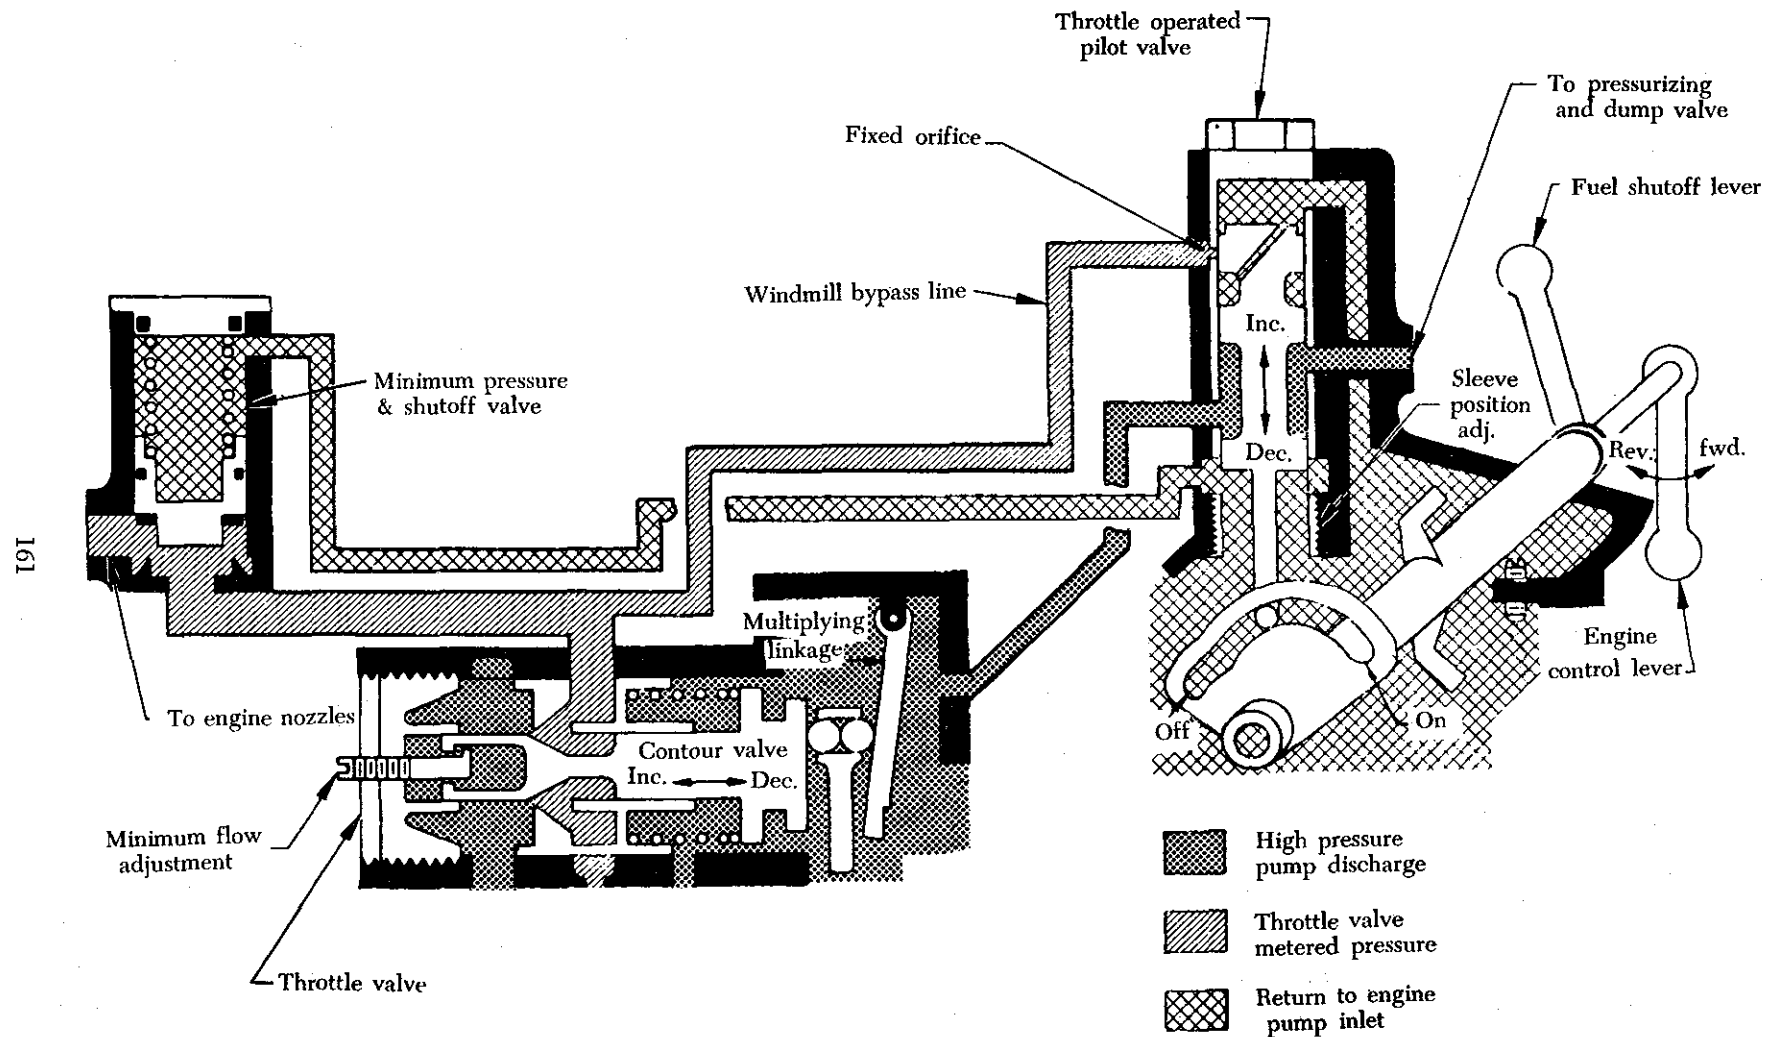 Throttle operated
pilot valve
To pressurizing
and dump valve
Fixed orifice
Fuel shutoff lever
Windmill bypass line
Inc.
Minimum pressure
& shutoff valve
Sleeve
position
adj.
Dec.
Rev.
fwd.
161
Multiplying
linkage
Engine
control lever
To engine nozzles
Off
On
Contour valve
Inc.
Dec.
Minimum flow
adjustment
High pressure
pump discharge
Throttle valve
metered pressure
Throttle valve
Return to engine
pump inlet